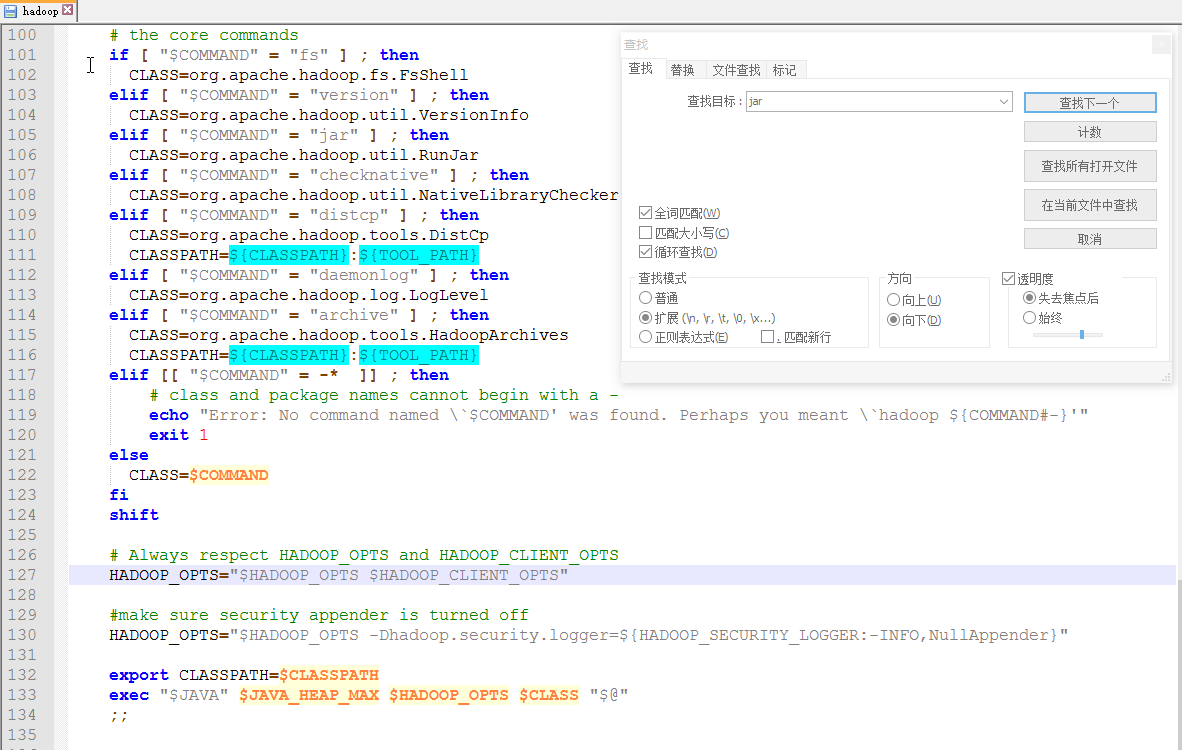 hadoop
100 # the core commands
101 if [ "$COMMAND" = "fs" ] ; then
102 CLASS=org.apache.hadoop.fs.FsShell
103 elif [ "$COMMAND" = "version" ] ; then
104 CLASS=org.apache.hadoop.util.VersionInfo
105 elif [ "$COMMAND" = "jar" ] ; then
106 CLASS=org.apache.hadoop.util.RunJar
107 elif [ "$COMMAND" = "checknative" ] ; then
108 CLASS=org.apache.hadoop.util.NativeLibraryChecker
109 elif [ "$COMMAND" = "distcp" ] ; then
110 CLASS=org.apache.hadoop.tools.DistCp
111 CLASSPATH=${CLASSPATH}:${TOOL_PATH}
112 elif [ "$COMMAND" = "daemonlog" ] ; then
113 CLASS=org.apache.hadoop.log.LogLevel
114 elif [ "$COMMAND" = "archive" ] ; then
115 CLASS=org.apache.hadoop.tools.HadoopArchives
116 CLASSPATH=${CLASSPATH}:${TOOL_PATH}
117 elif [[ "$COMMAND" = -*  ]] ; then
118 # class and package names cannot begin with a -
119 echo "Error: No command named \`$COMMAND' was found. Perhaps you meant \`hadoop ${COMMAND#-}'"
120 exit 1
121 else
122 CLASS=$COMMAND
123 fi
124 shift
125
126 # Always respect HADOOP_OPTS and HADOOP_CLIENT_OPTS
127 HADOOP_OPTS="$HADOOP_OPTS $HADOOP_CLIENT_OPTS"
128
129 #make sure security appender is turned off
130 HADOOP_OPTS="$HADOOP_OPTS -Dhadoop.security.logger=${HADOOP_SECURITY_LOGGER:-INFO,NullAppender}"
131
132 export CLASSPATH=$CLASSPATH
133 exec "$JAVA" $JAVA_HEAP_MAX $HADOOP_OPTS $CLASS "$@"
134 ;;
135
查找
查找 替换 文件查找 标记
查找目标 : jar
查找下一个
计数
查找所有打开文件
在当前文件中查找
取消
全词匹配(W)
匹配大小写(C)
循环查找(D)
查找模式
普通
扩展 (\n, \r, \t, \0, \x...)
正则表达式(E) . 匹配新行
方向
向上(U)
向下(D)
透明度
失去焦点后
始终